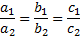 a₁/a₂ = b₁/b₂ = c₁/c₂